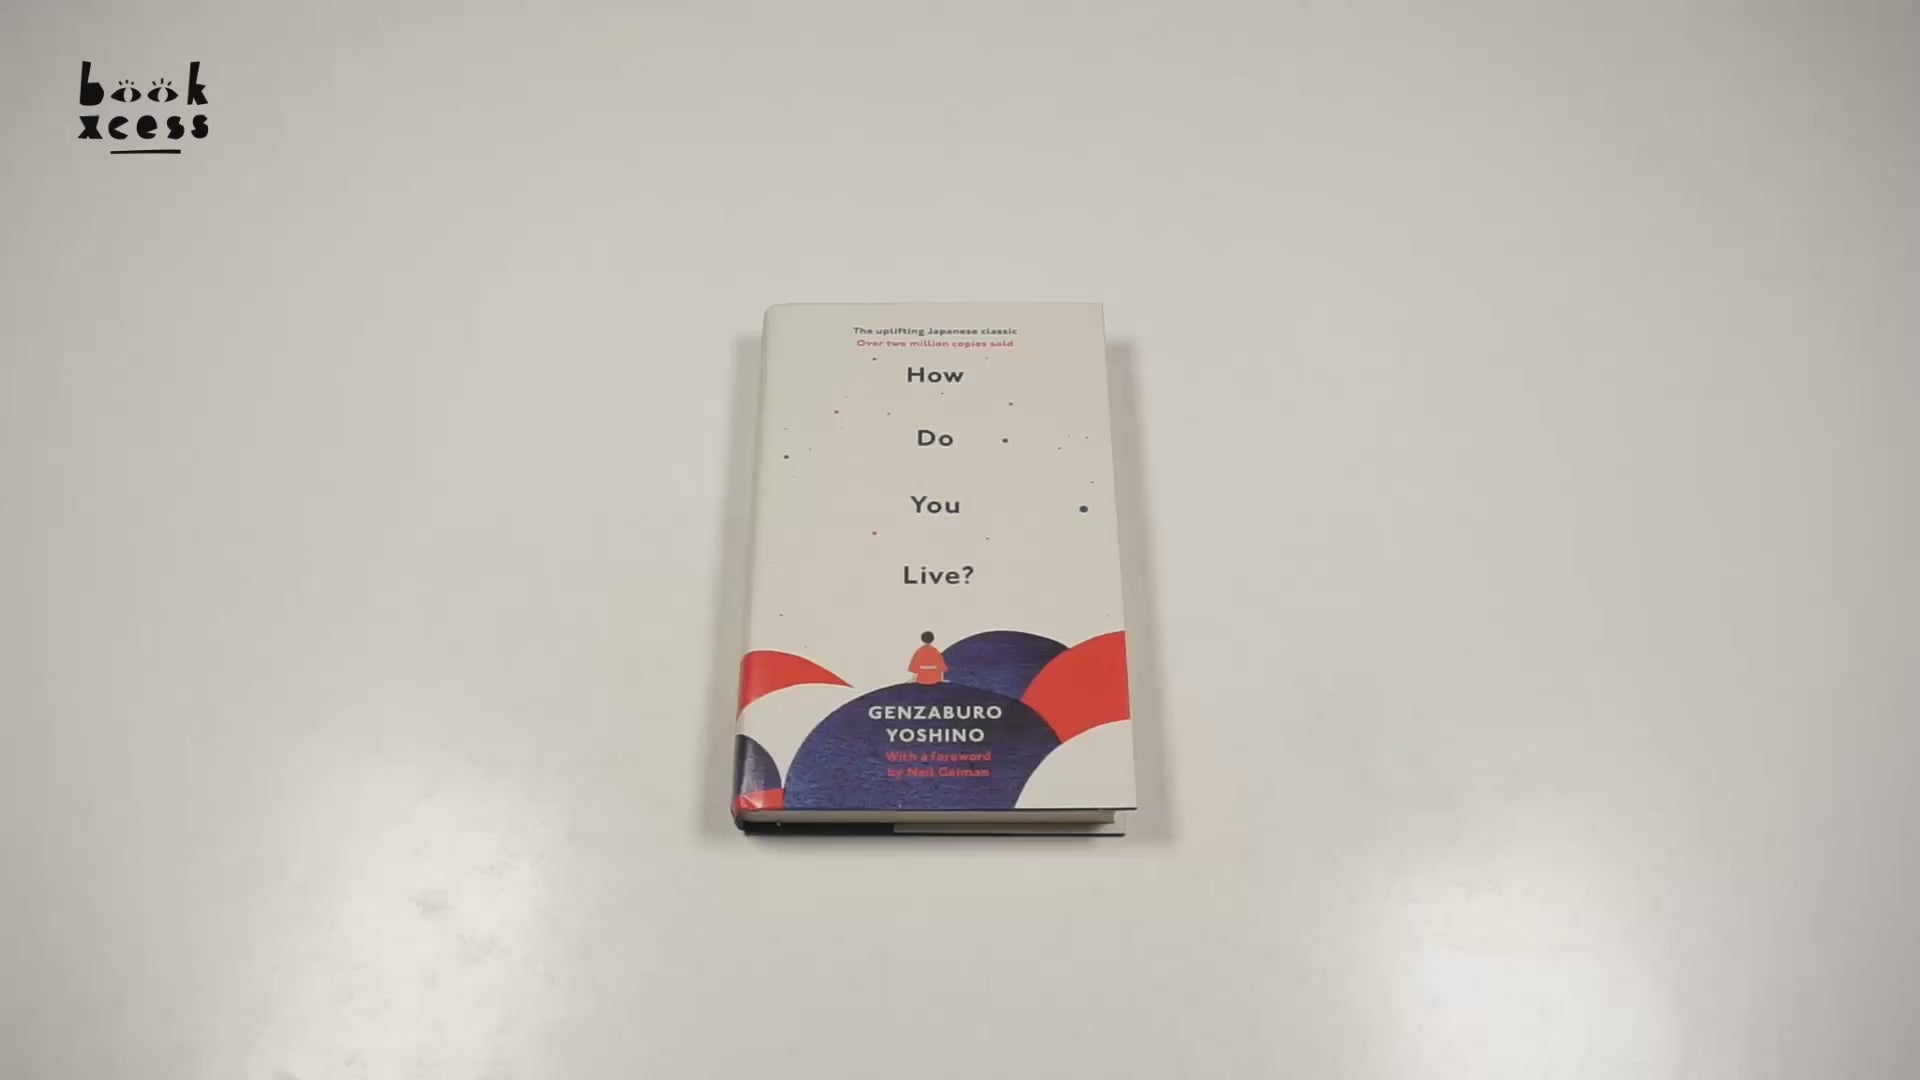 book
xcess
The uplifting Japanese classic
Over two million copies sold
How
Do
You
Live?
GENZABURO
YOSHINO
With a foreword
by Neil Gaiman